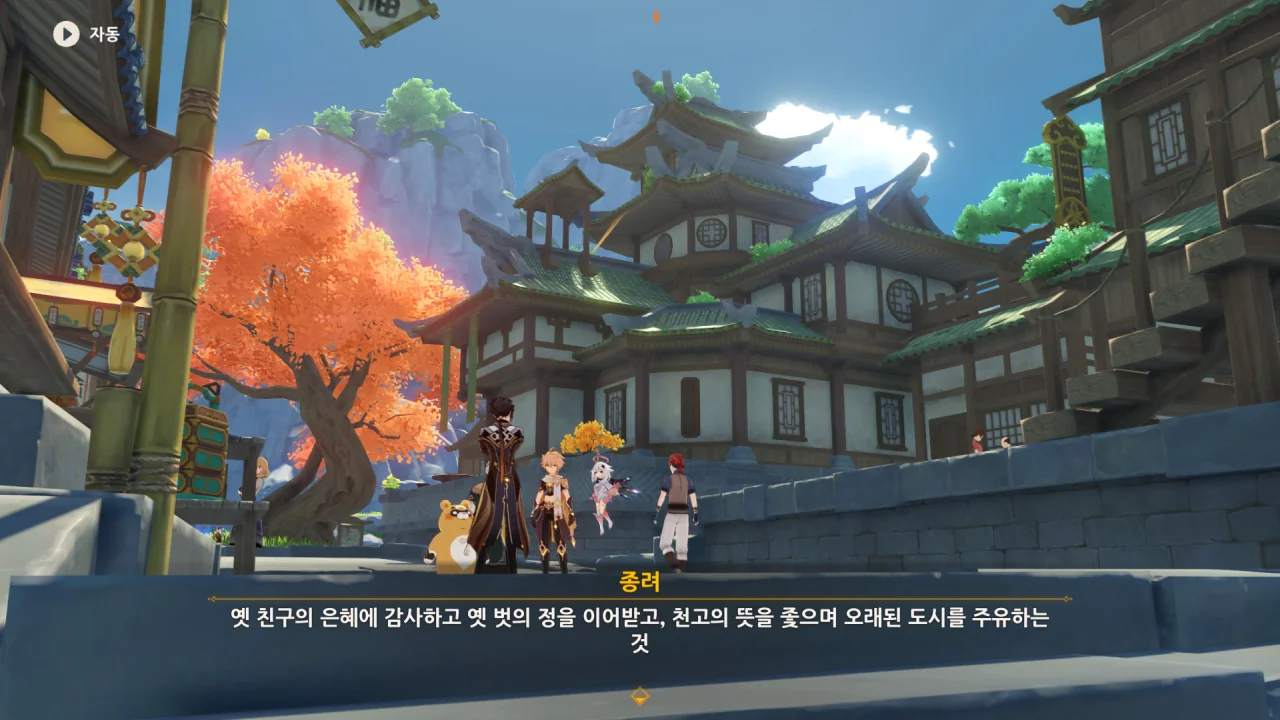 자동
종려
옛 친구의 은혜에 감사하고 옛 벗의 정을 이어받고, 천고의 뜻을 좇으며 오래된 도시를 주유하는
것